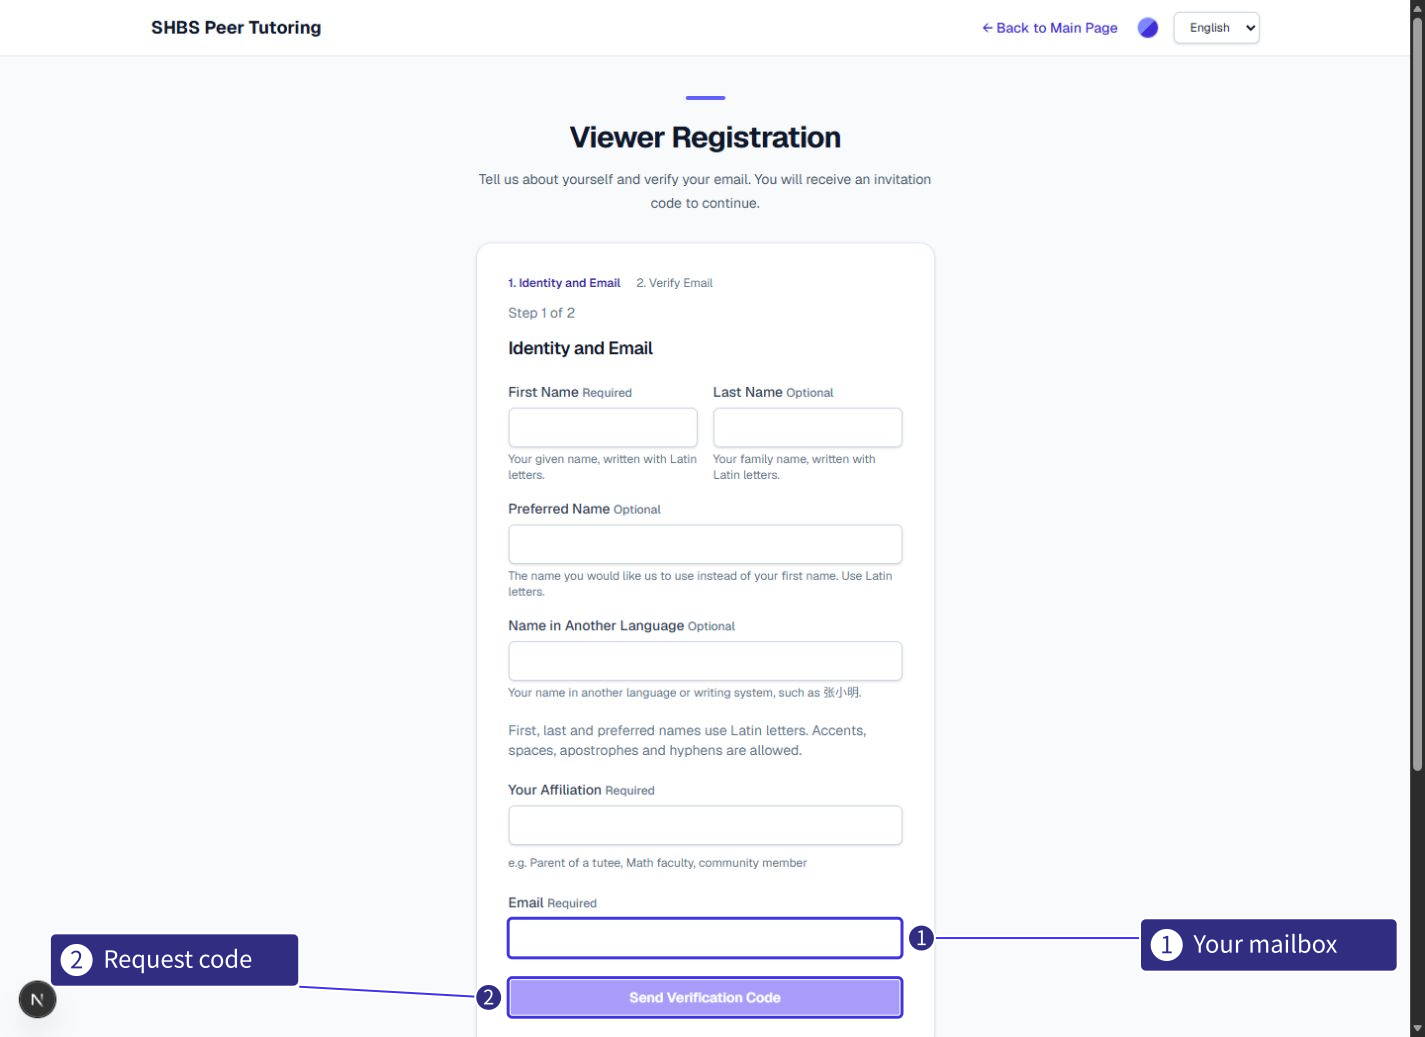 SHBS Peer Tutoring
← Back to Main Page
English
Viewer Registration
Tell us about yourself and verify your email. You will receive an invitation
code to continue.
1. Identity and Email 2. Verify Email
Step 1 of 2
Identity and Email
First Name Required
Last Name Optional
Your given name, written with Latin
letters.
Your family name, written with
Latin letters.
Preferred Name Optional
The name you would like us to use instead of your first name. Use Latin
letters.
Name in Another Language Optional
Your name in another language or writing system, such as 张小明.
First, last and preferred names use Latin letters. Accents,
spaces, apostrophes and hyphens are allowed.
Your Affiliation Required
e.g. Parent of a tutee, Math faculty, community member
Email Required
1
1 Your mailbox
2 Request code
2
Send Verification Code
N